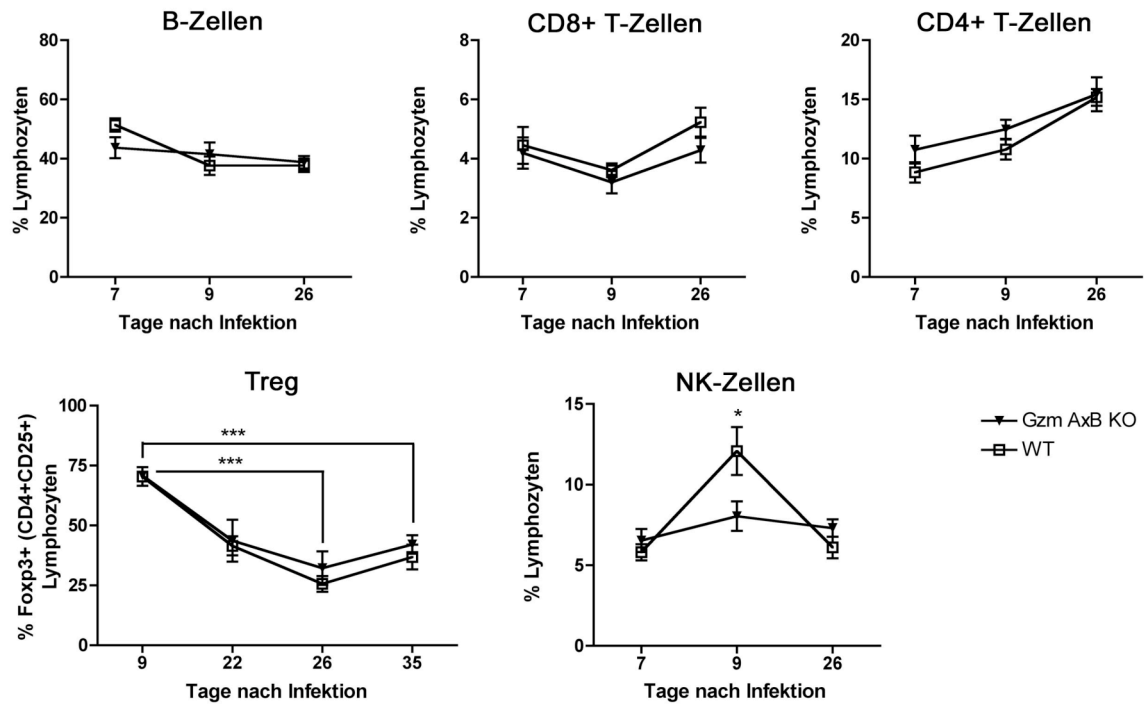 B-Zellen
80
60
40
20
0
% Lymphozyten
7 9 26
Tage nach Infektion
CD8+ T-Zellen
8
6
4
2
0
% Lymphozyten
7 9 26
Tage nach Infektion
CD4+ T-Zellen
20
15
10
5
0
% Lymphozyten
7 9 26
Tage nach Infektion
Treg
100
75
50
25
0
% Foxp3+ (CD4+CD25+)
Lymphozyten
***
***
9 22 26 35
Tage nach Infektion
NK-Zellen
15
10
5
0
% Lymphozyten
*
7 9 26
Tage nach Infektion
Gzm AxB KO
WT